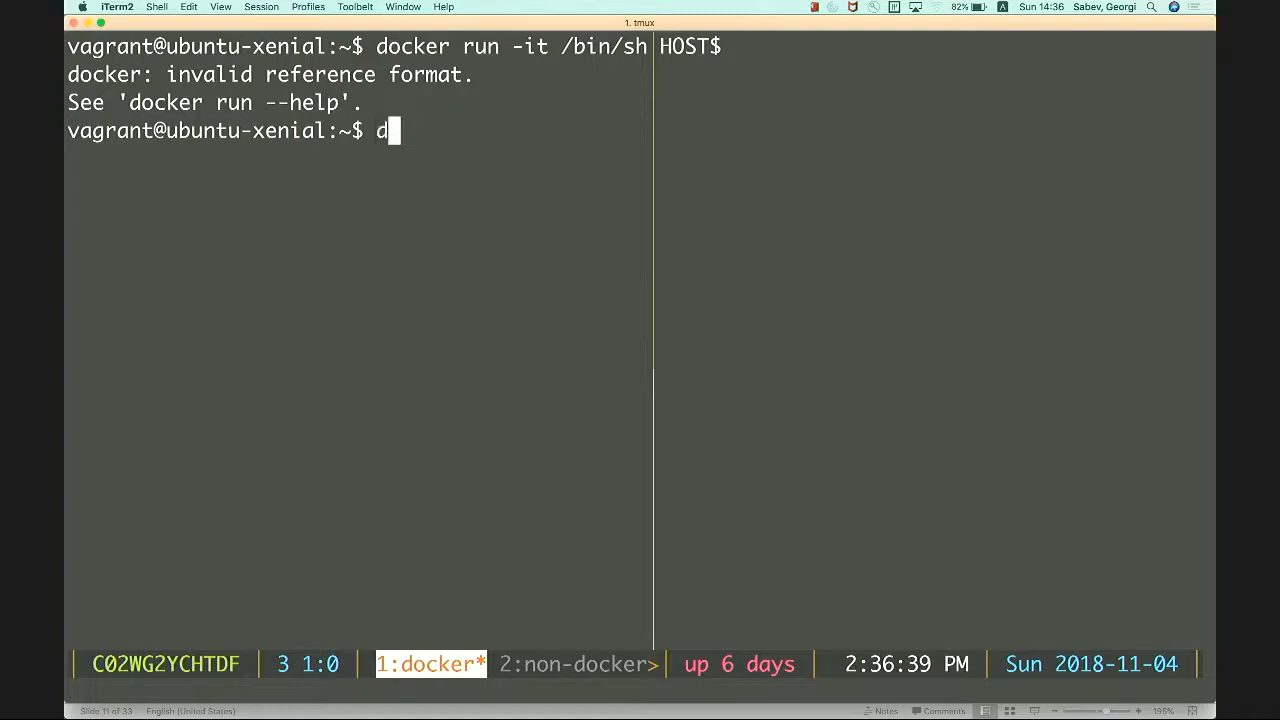 iTerm2 Shell Edit View Session Profiles Toolbelt Window Help 82% A Sun 14:36 Sabev, Georgi
1. tmux
vagrant@ubuntu-xenial:~$ docker run -it /bin/sh
docker: invalid reference format.
See 'docker run --help'.
vagrant@ubuntu-xenial:~$ d
HOST$
C02WG2YCHTDF 3 1:0 1:docker* 2:non-docker> up 6 days 2:36:39 PM Sun 2018-11-04
Slide 11 of 33 English (United States) Notes Comments 195%